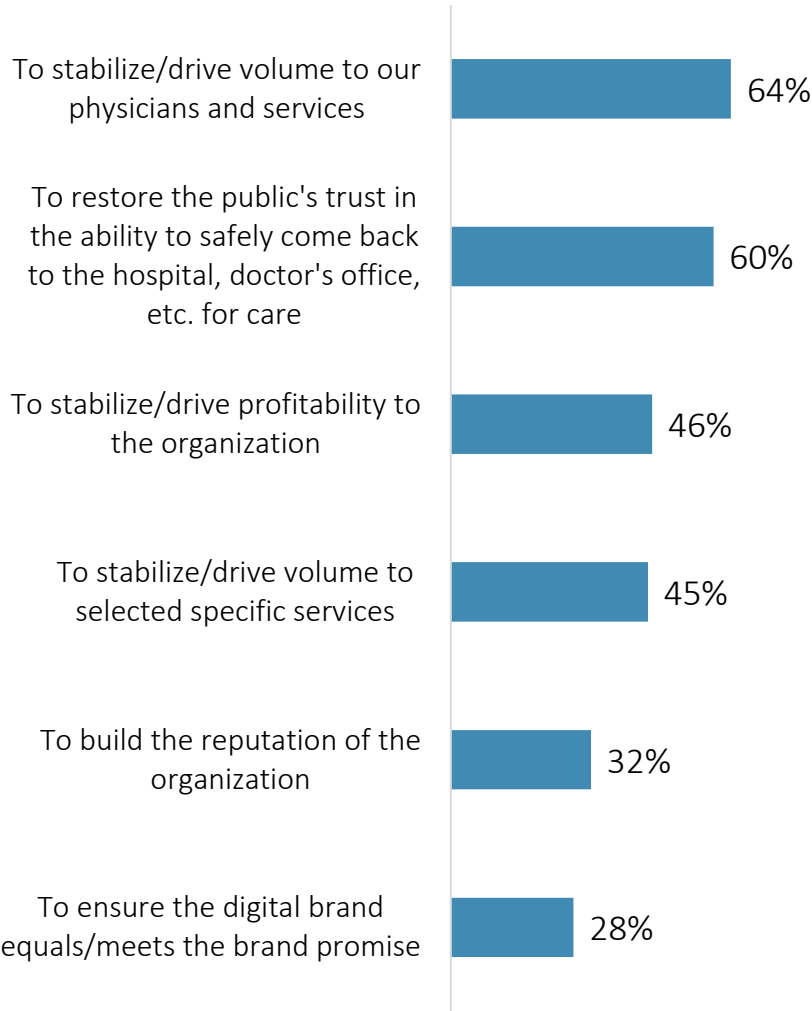 To stabilize/drive volume to our
physicians and services
64%
To restore the public's trust in
the ability to safely come back
to the hospital, doctor's office,
etc. for care
60%
To stabilize/drive profitability to
the organization
46%
To stabilize/drive volume to
selected specific services
45%
To build the reputation of the
organization
32%
To ensure the digital brand
equals/meets the brand promise
28%